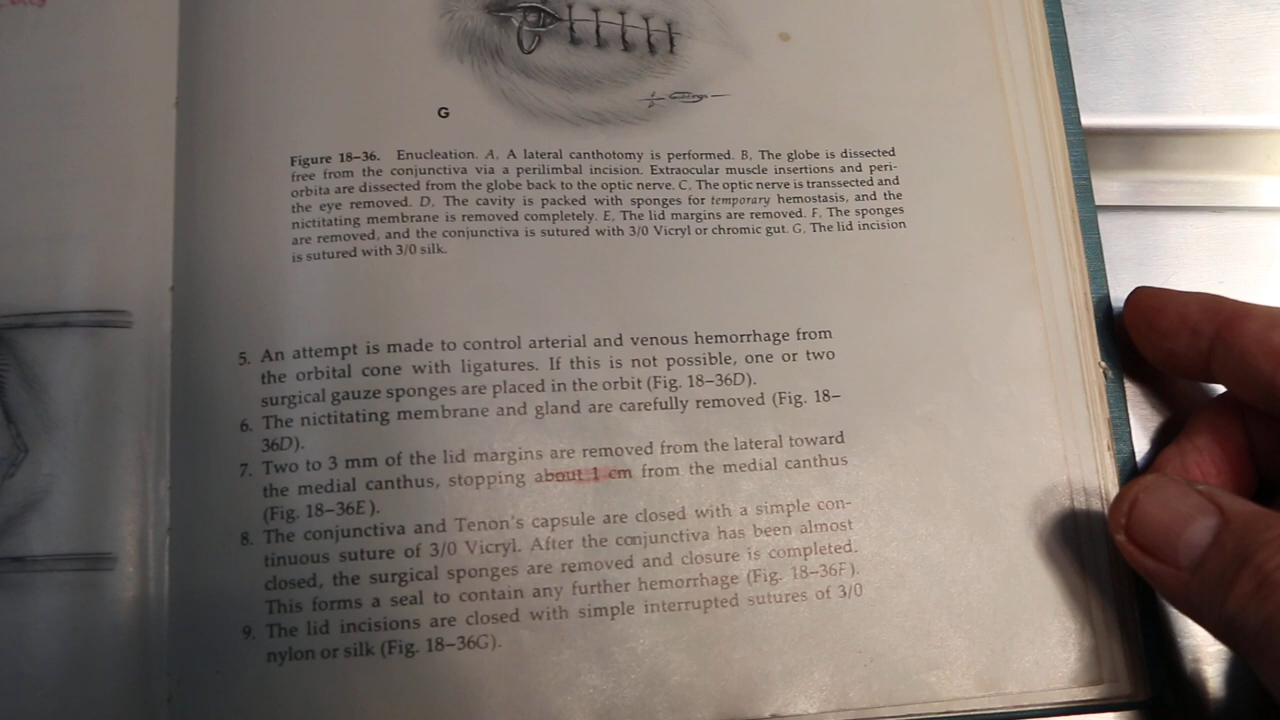 G
Figure 18–36. Enucleation. A, A lateral canthotomy is performed. B, The globe is dissected
free from the conjunctiva via a perilimbal incision. Extraocular muscle insertions and peri-
orbita are dissected from the globe back to the optic nerve. C, The optic nerve is transsected and
the eye removed. D, The cavity is packed with sponges for temporary hemostasis, and the
nictitating membrane is removed completely. E, The lid margins are removed. F, The sponges
are removed, and the conjunctiva is sutured with 3/0 Vicryl or chromic gut. G, The lid incision
is sutured with 3/0 silk.
5. An attempt is made to control arterial and venous hemorrhage from
the orbital cone with ligatures. If this is not possible, one or two
surgical gauze sponges are placed in the orbit (Fig. 18–36D).
6. The nictitating membrane and gland are carefully removed (Fig. 18–
36D).
7. Two to 3 mm of the lid margins are removed from the lateral toward
the medial canthus, stopping about 1 cm from the medial canthus
(Fig. 18–36E).
8. The conjunctiva and Tenon's capsule are closed with a simple con-
tinuous suture of 3/0 Vicryl. After the conjunctiva has been almost
closed, the surgical sponges are removed and closure is completed.
This forms a seal to contain any further hemorrhage (Fig. 18–36F).
9. The lid incisions are closed with simple interrupted sutures of 3/0
nylon or silk (Fig. 18–36G).